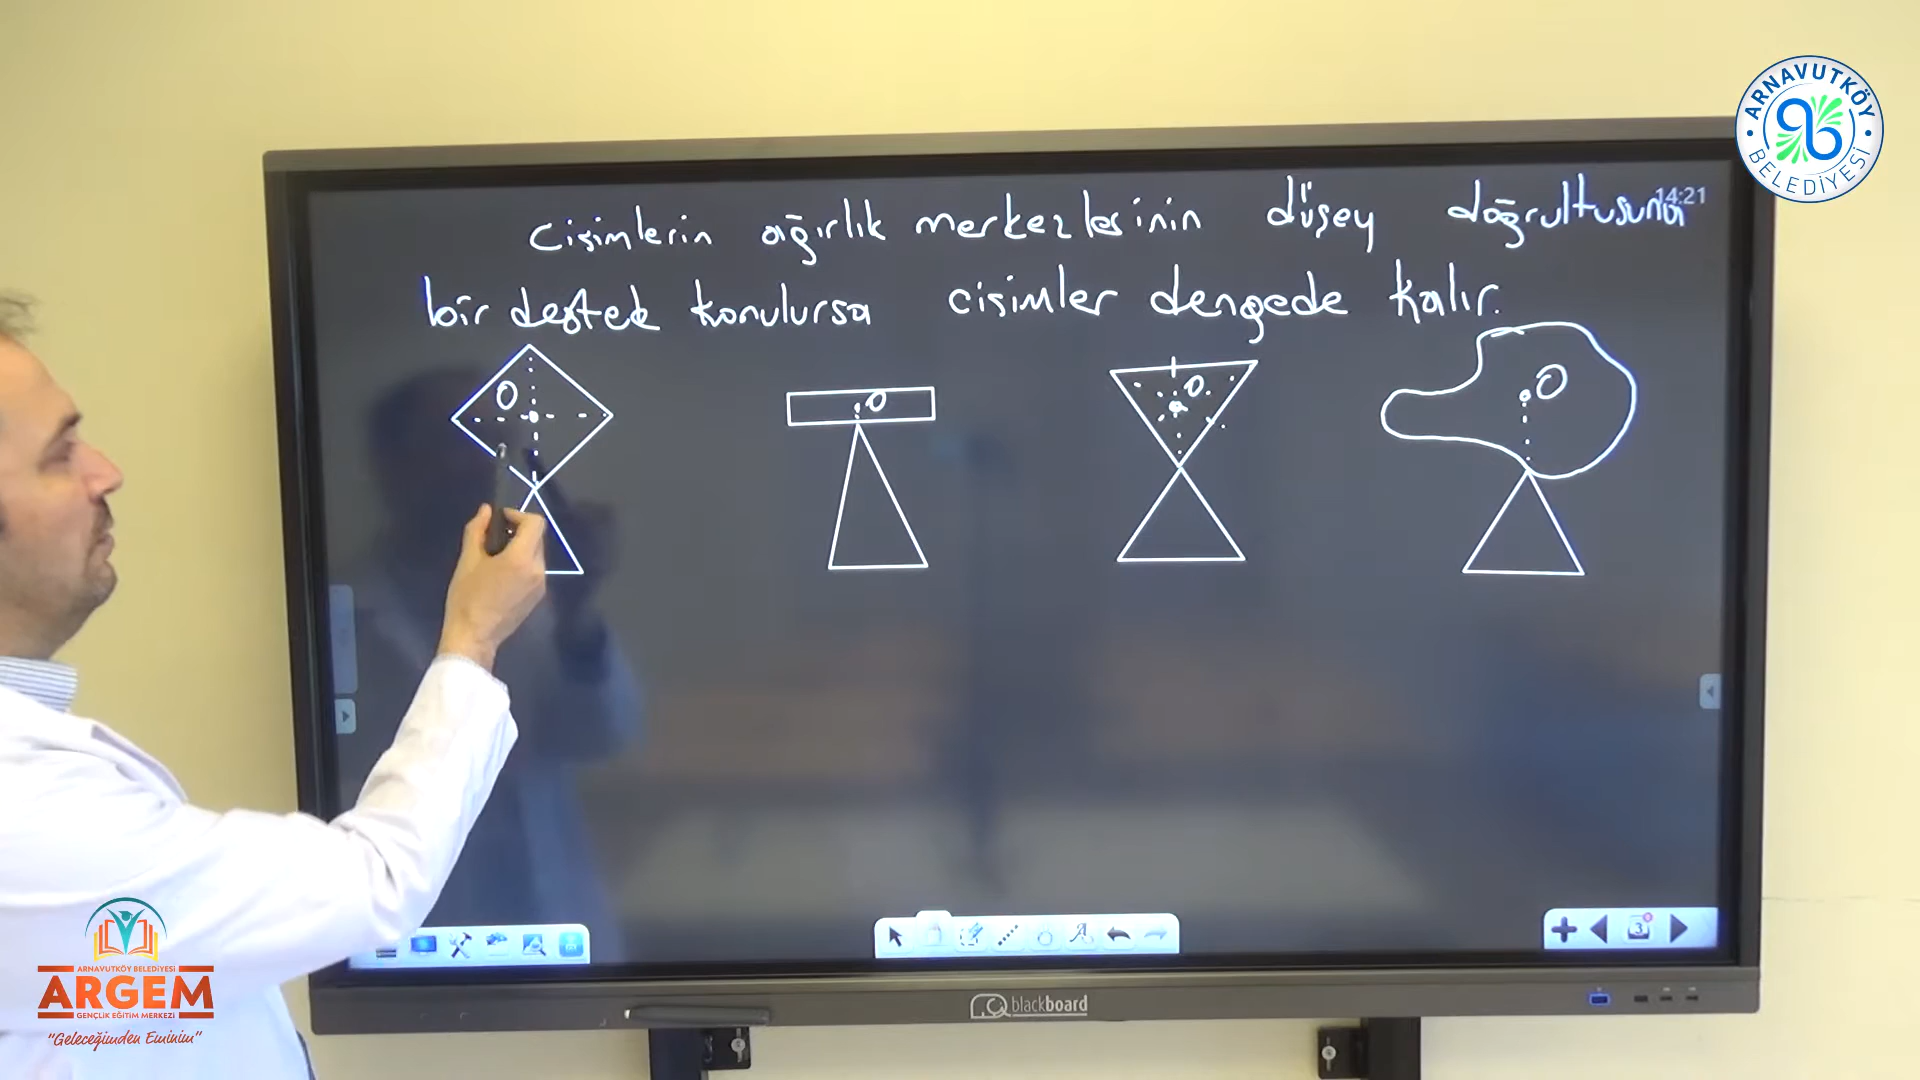 ARNAVUTKÖY
BELEDİYESİ
14:21
Cisimlerin ağırlık merkezlerinin düşey doğrultusuna
bir destek konulursa cisimler dengede kalır.
O
O
O
O
3
blackboard
ARNAVUTKÖY BELEDİYESİ
ARGEM
GENÇLİK EĞİTİM MERKEZİ
"Geleceğimden Eminim"